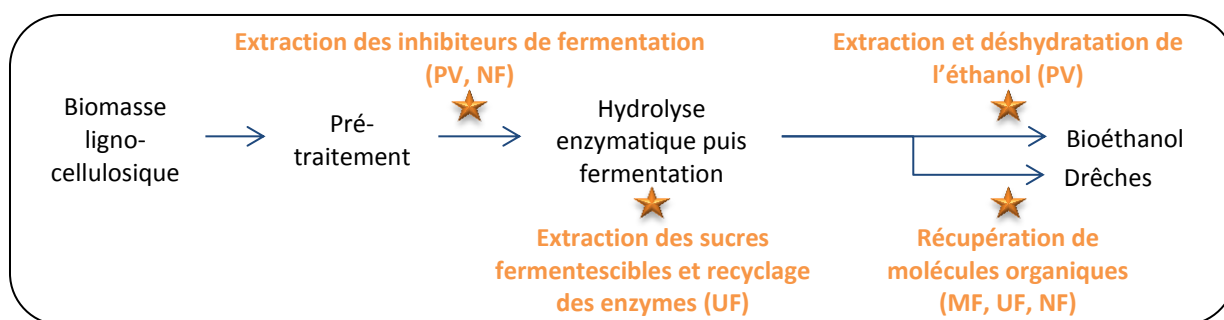 Extraction des inhibiteurs de fermentation
(PV, NF)
Extraction et déshydratation de
l’éthanol (PV)
Biomasse
ligno-
cellulosique
Pré-
traitement
Hydrolyse
enzymatique puis
fermentation
Bioéthanol
Drêches
Extraction des sucres
fermentescibles et recyclage
des enzymes (UF)
Récupération de
molécules organiques
(MF, UF, NF)